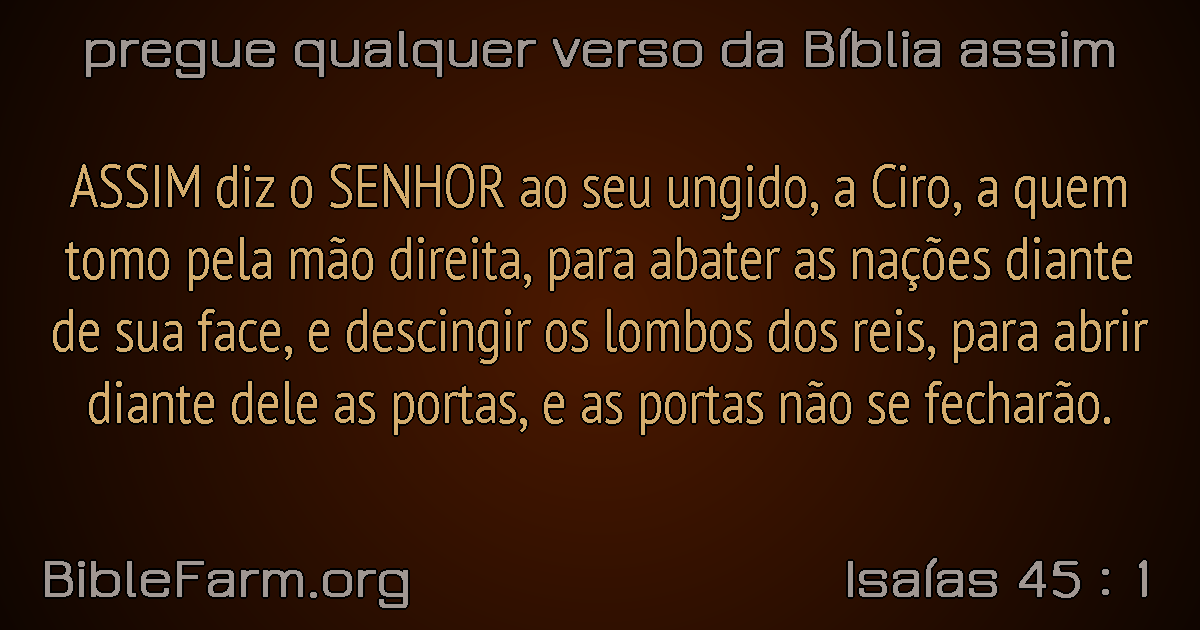 pregue qualquer verso da Bíblia assim
ASSIM diz o SENHOR ao seu ungido, a Ciro, a quem
tomo pela mão direita, para abater as nações diante
de sua face, e descingir os lombos dos reis, para abrir
diante dele as portas, e as portas não se fecharão.
BibleFarm.org
Isaías 45 : 1